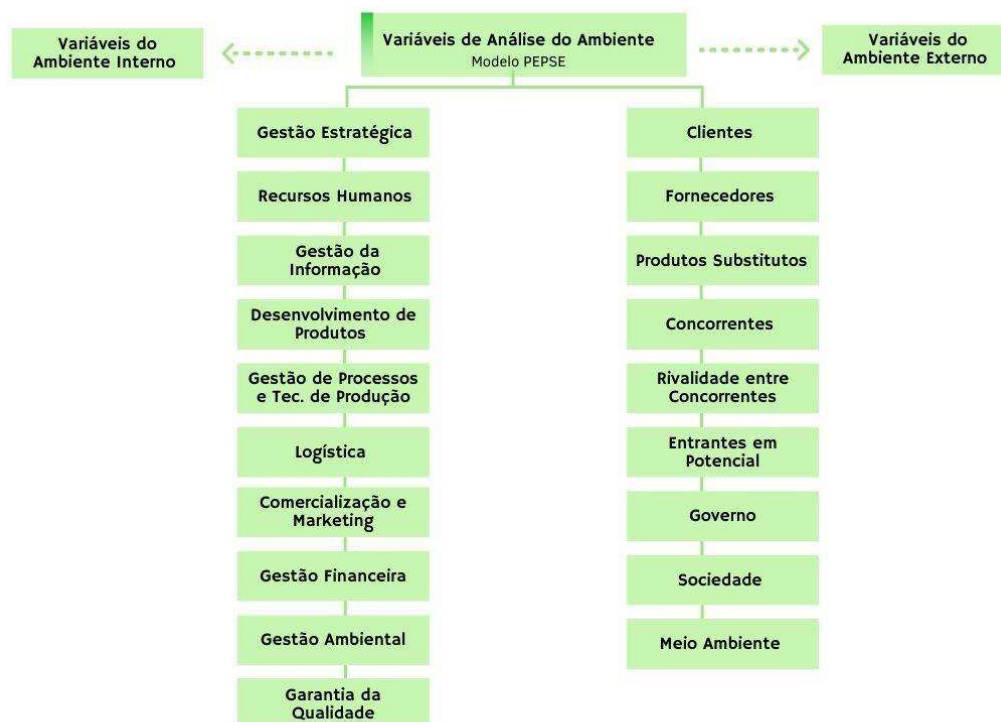 Variáveis de Análise do Ambiente
Modelo PEPSE
Variáveis do
Ambiente Interno
Variáveis do
Ambiente Externo
Gestão Estratégica
Recursos Humanos
Gestão da
Informação
Desenvolvimento de
Produtos
Gestão de Processos
e Tec. de Produção
Logística
Comercialização e
Marketing
Gestão Financeira
Gestão Ambiental
Garantia da
Qualidade
Clientes
Fornecedores
Produtos Substitutos
Concorrentes
Rivalidade entre
Concorrentes
Entrantes em
Potencial
Governo
Sociedade
Meio Ambiente